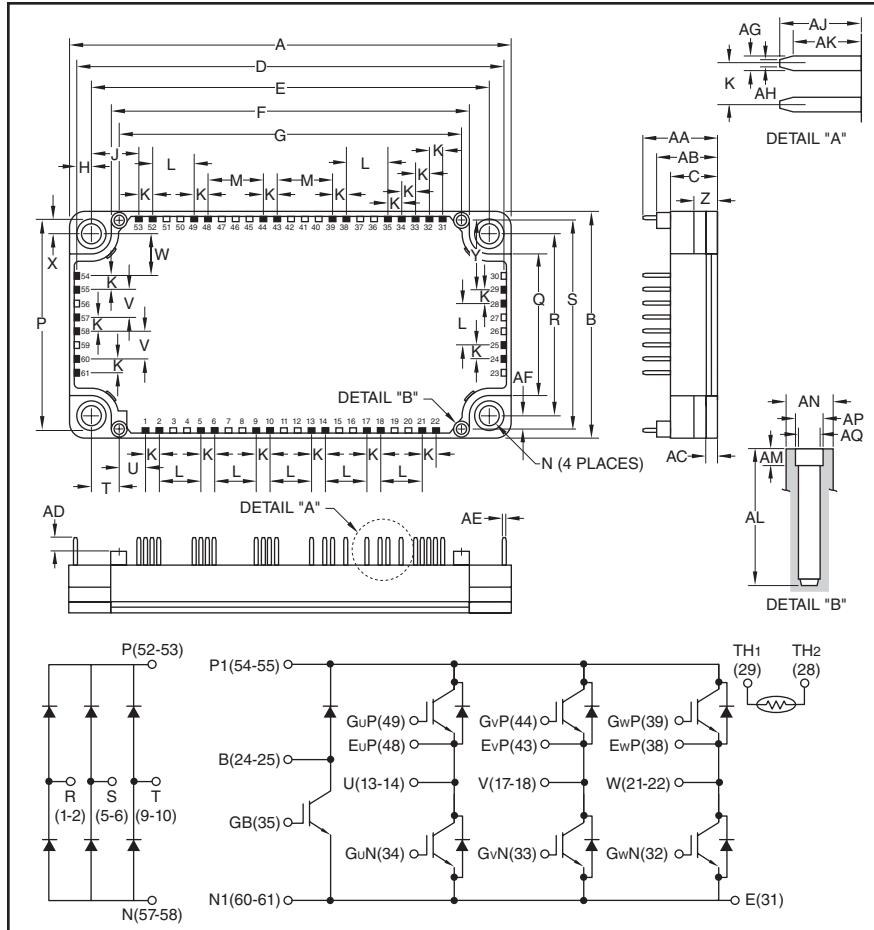 A
D
E
F
G
H J L M M L K
K K K K K
53 52 51 50 49 48 47 46 45 44 43 42 41 40 39 38 37 36 35 34 33 32 31
X W Y
54 55 56 57 58 59 60 61
K V K V K
P
30 29 28 27 26 25 24 23
K L K
Q R S B
AF
DETAIL "B"
N (4 PLACES)
1 2 3 4 5 6 7 8 9 10 11 12 13 14 15 16 17 18 19 20 21 22
K K K K K K
U L L L L L
T
AG AJ
AK
K
AH
DETAIL "A"
AA
AB
C
Z
AC
AN
AP
AQ
AM
AL
DETAIL "B"
DETAIL "A"
AD AE
P(52-53)
R S T
(1-2) (5-6) (9-10)
N(57-58)
P1(54-55)
B(24-25)
GB(35)
N1(60-61)
GUP(49) GVP(44) GWP(39)
EUP(48) EVP(43) EWP(38)
U(13-14) V(17-18) W(21-22)
GUN(34) GVN(33) GWN(32)
E(31)
TH1 TH2
(29) (28)